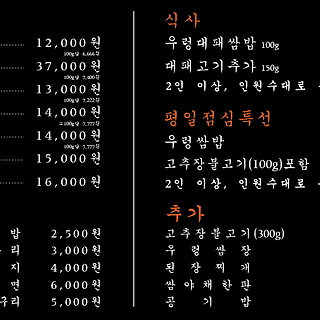 12,000원
100g당 6,666원
37,000원
100g당 7,400원
13,000원
100g당 7,222원
14,000원
100g당 7,777원
14,000원
100g당 7,777원
15,000원
16,000원
밥 2,500원
리 3,000원
지 4,000원
면 6,000원
구리 5,000원
식사
우렁대패쌈밥 100g
대패고기추가 150g
2인 이상, 인원수대로
평일점심특선
우렁쌈밥
고추장불고기(100g)포함
2인 이상, 인원수대로
추가
고추장불고기(300g)
우렁쌈장
된장찌개
쌈야채한판
공기밥